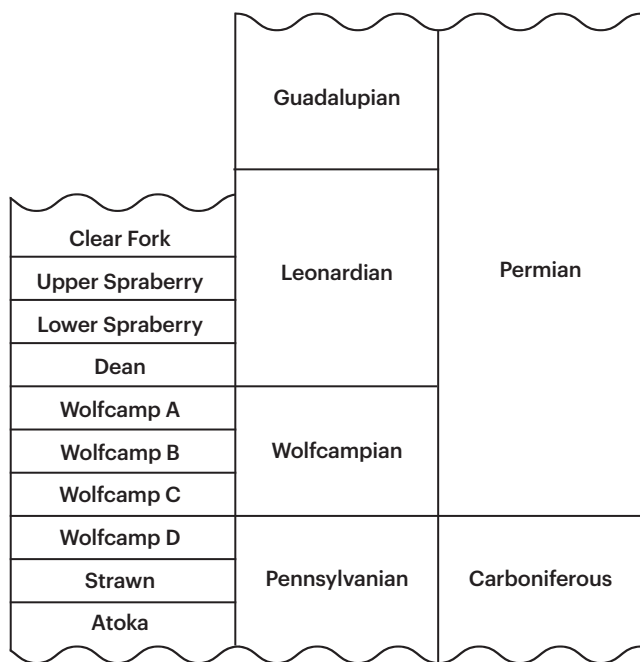 Guadalupian
Clear Fork
Upper Spraberry
Lower Spraberry
Dean
Leonardian
Permian
Wolfcamp A
Wolfcamp B
Wolfcamp C
Wolfcampian
Wolfcamp D
Strawn
Atoka
Pennsylvanian
Carboniferous